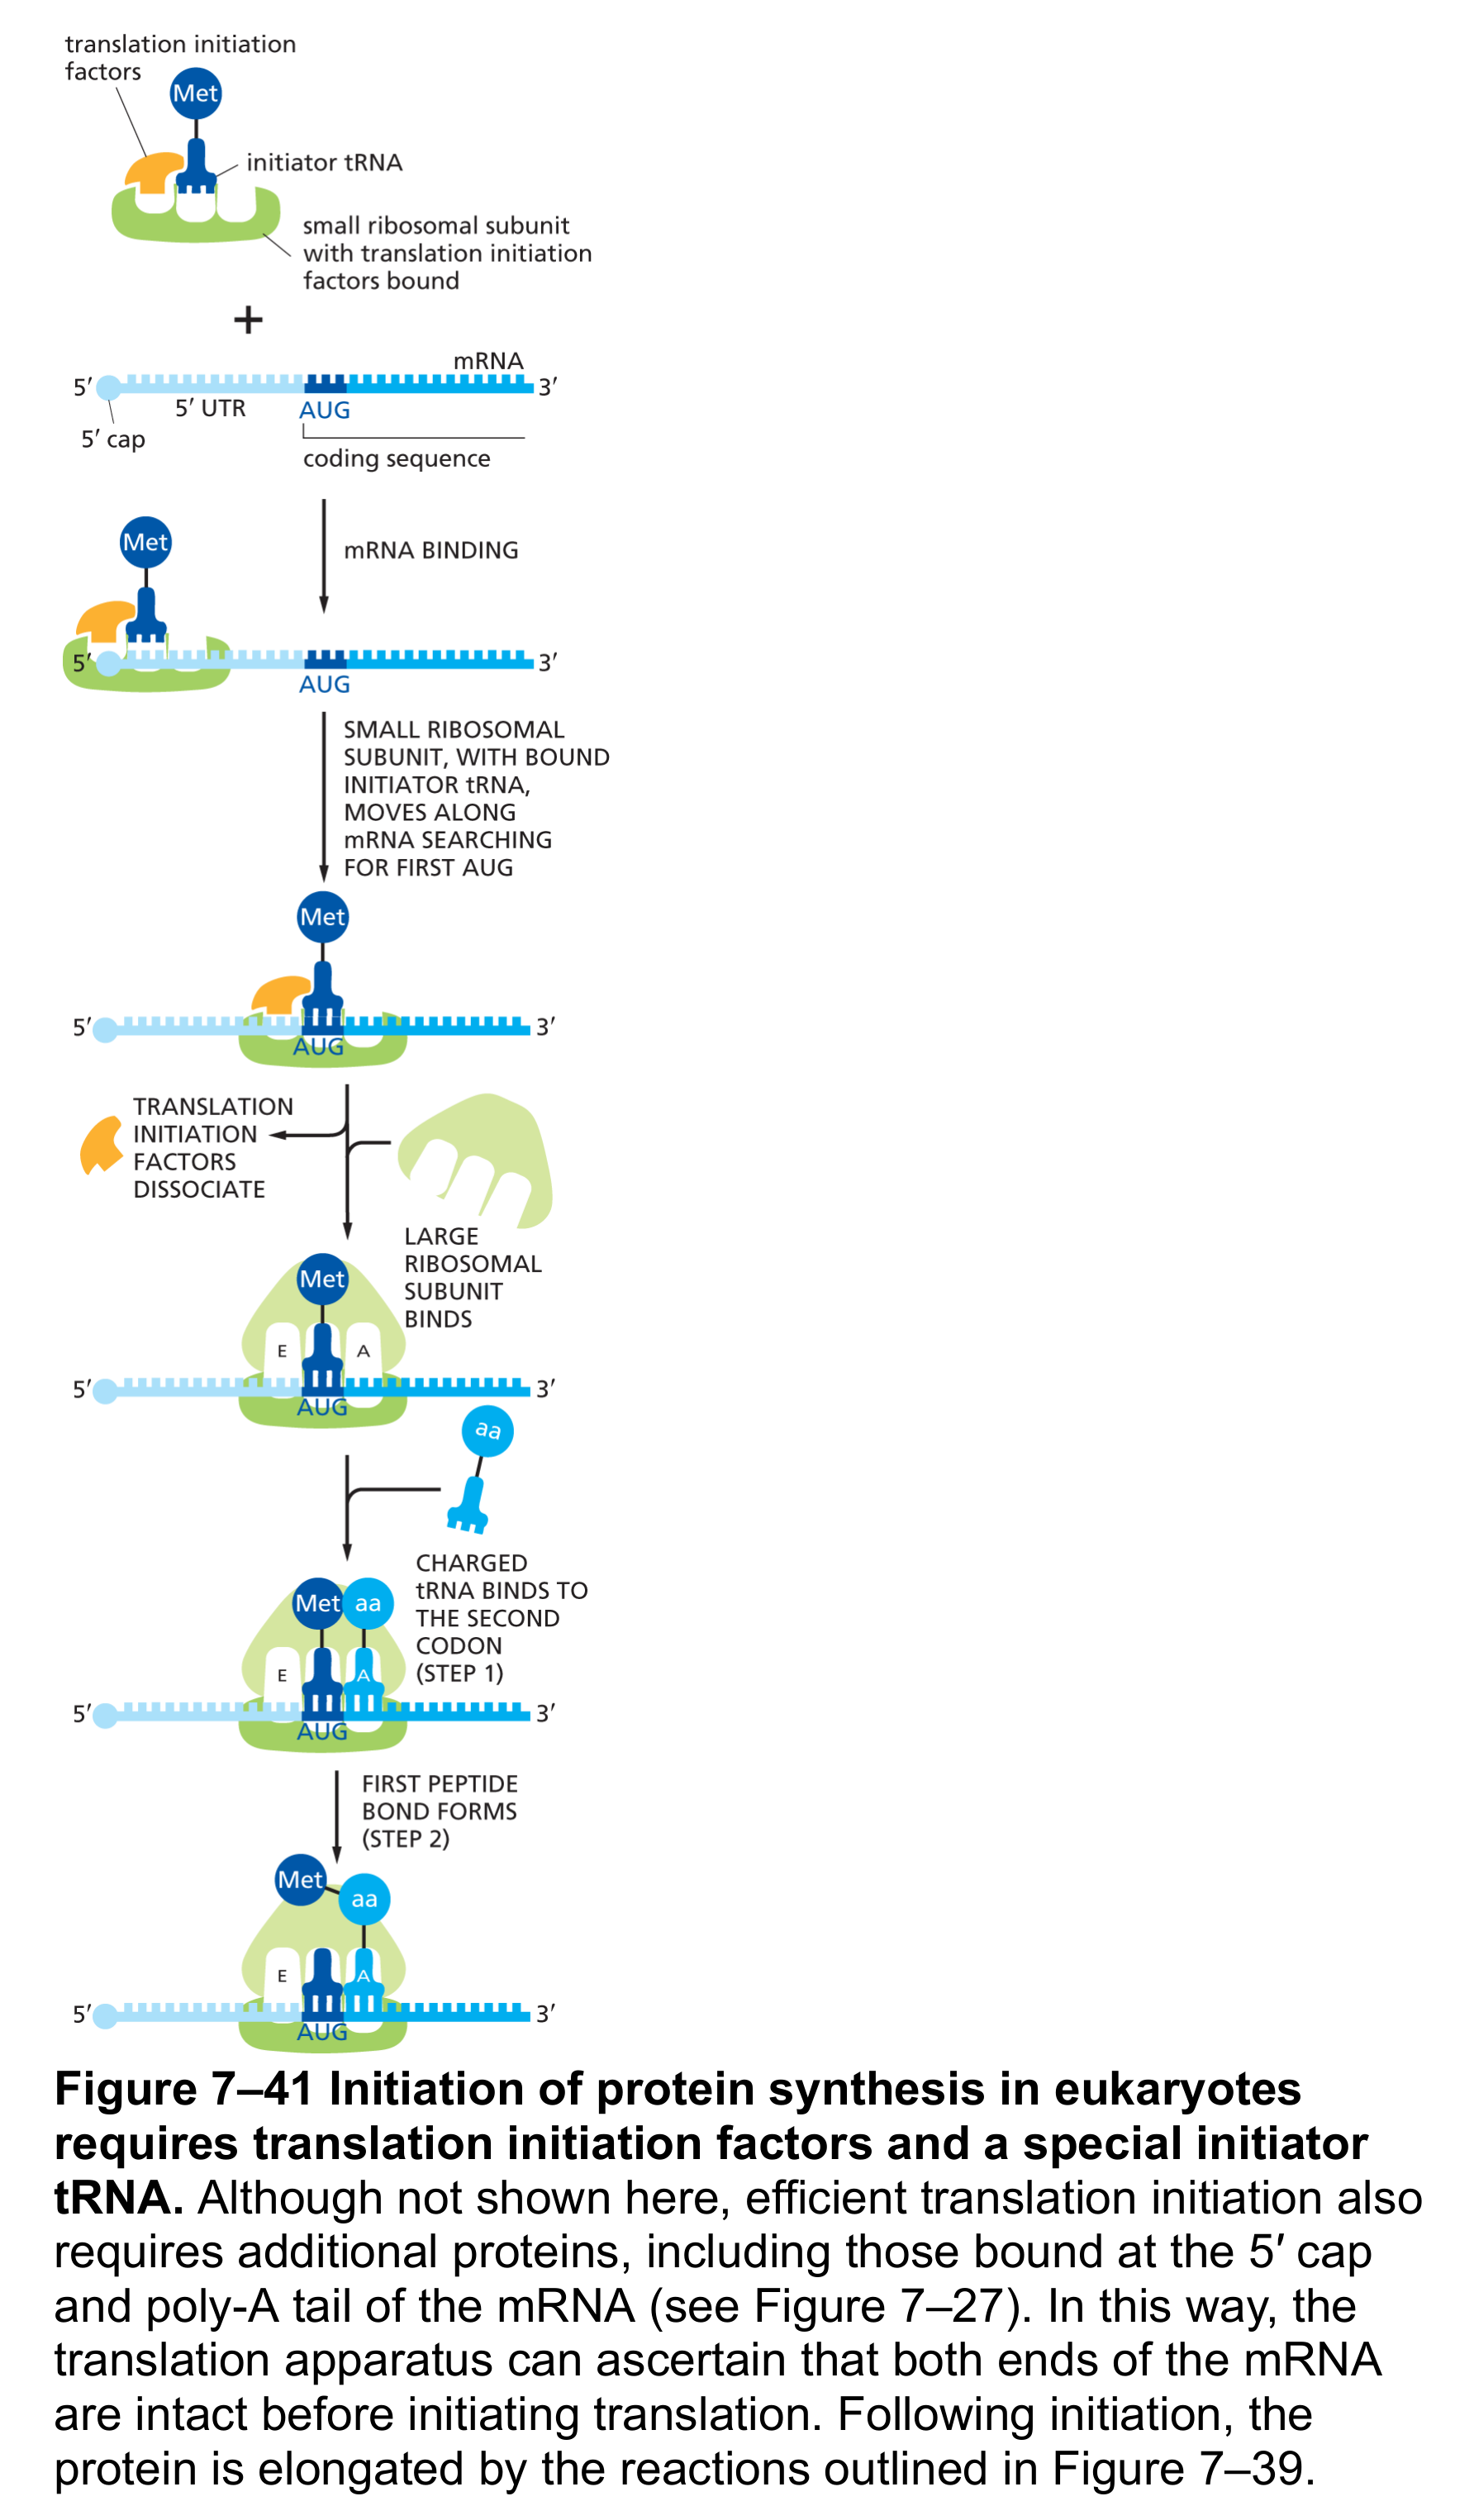 translation initiation
factors
Met
initiator tRNA
small ribosomal subunit
with translation initiation
factors bound
+
mRNA
5′ 3′
5′ UTR AUG
5′ cap
coding sequence
Met
mRNA BINDING
5′ 3′
AUG
SMALL RIBOSOMAL
SUBUNIT, WITH BOUND
INITIATOR tRNA,
MOVES ALONG
mRNA SEARCHING
FOR FIRST AUG
Met
5′ 3′
AUG
TRANSLATION
INITIATION
FACTORS
DISSOCIATE
LARGE
RIBOSOMAL
SUBUNIT
BINDS
Met
E A
5′ 3′
AUG
aa
CHARGED
tRNA BINDS TO
THE SECOND
CODON
(STEP 1)
Met aa
E A
5′ 3′
AUG
FIRST PEPTIDE
BOND FORMS
(STEP 2)
Met
aa
E A
5′ 3′
AUG
Figure 7–41 Initiation of protein synthesis in eukaryotes
requires translation initiation factors and a special initiator
tRNA. Although not shown here, efficient translation initiation also
requires additional proteins, including those bound at the 5′ cap
and poly-A tail of the mRNA (see Figure 7–27). In this way, the
translation apparatus can ascertain that both ends of the mRNA
are intact before initiating translation. Following initiation, the
protein is elongated by the reactions outlined in Figure 7–39.